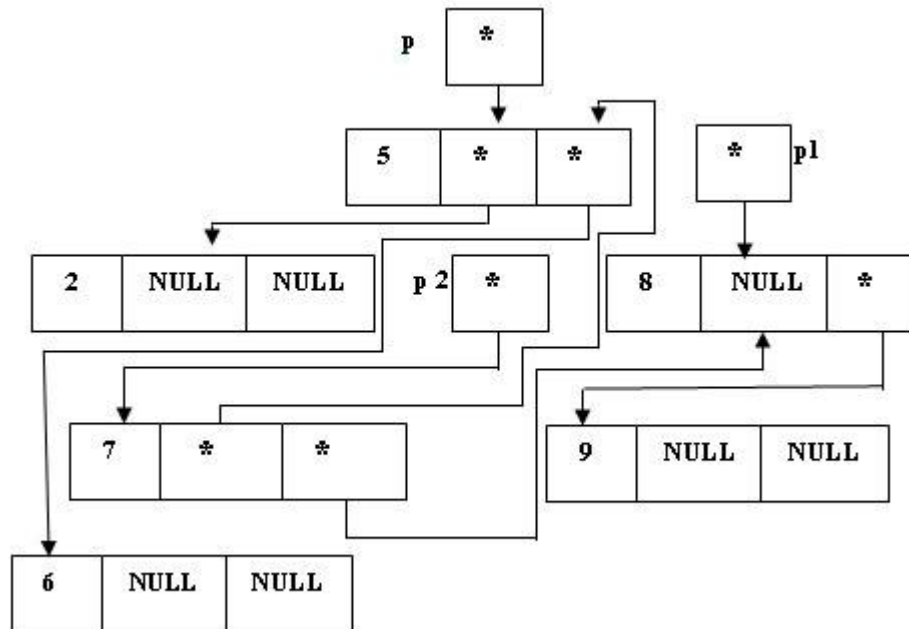 p *
5 * *
* p1
2 NULL NULL
p 2 *
8 NULL *
7 * *
9 NULL NULL
6 NULL NULL